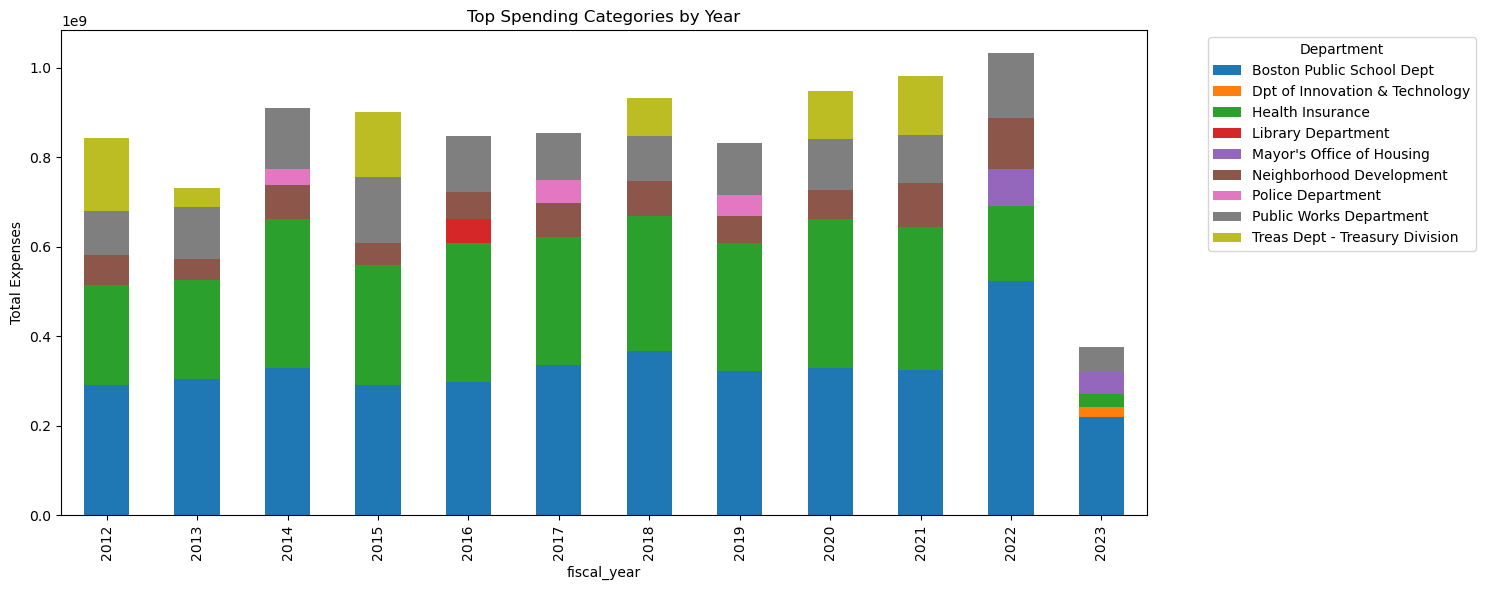 Top Spending Categories by Year
1e9
1.0
0.8
0.6
0.4
0.2
0.0
Total Expenses
2012
2013
2014
2015
2016
2017
2018
2019
2020
2021
2022
2023
fiscal_year
Department
Boston Public School Dept
Dpt of Innovation & Technology
Health Insurance
Library Department
Mayor's Office of Housing
Neighborhood Development
Police Department
Public Works Department
Treas Dept - Treasury Division